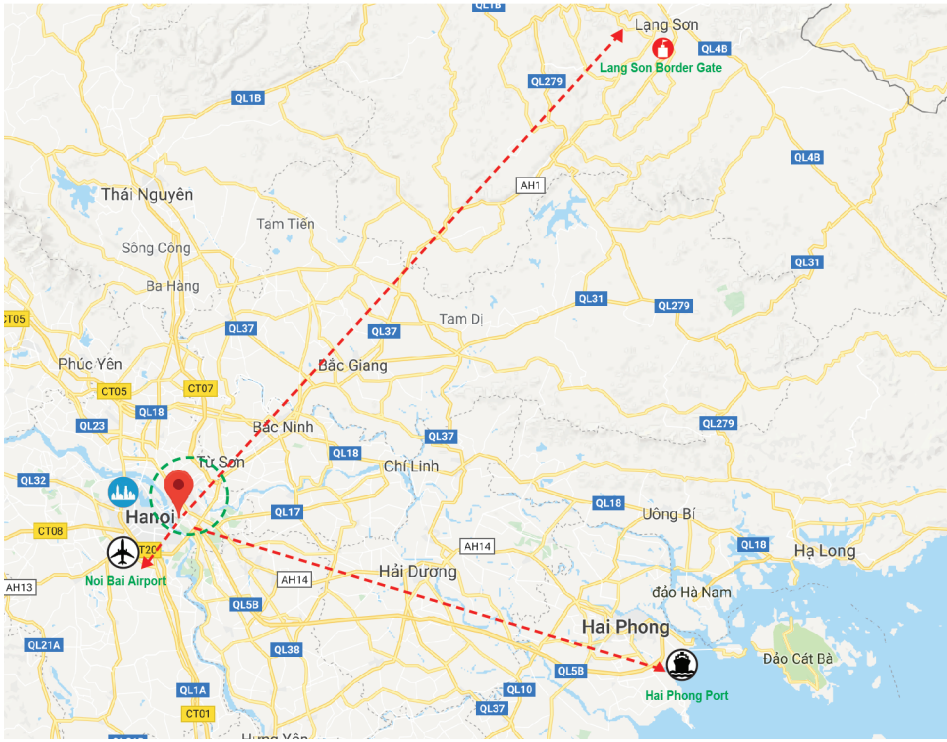 QL1B
Lạng Sơn
QL4B
Lang Son Border Gate
QL279
QL1B
QL4B
AH1
Thái Nguyên
Tam Tiến
Sông Công
QL31
Ba Hàng
QL31
QL279
CT05
Tam Dị
QL37
QL37
Phúc Yên
Bắc Giang
CT05
CT07
QL18
QL23
QL279
Bắc Ninh
QL37
QL18
Từ Sơn
Chí Linh
QL32
QL18
QL17
Uông Bí
Hanoi
CT08
QL18
AH14
T20
Hạ Long
Hải Dương
Noi Bai Airport
AH14
AH13
đảo Hà Nam
QL5B
Hai Phong
QL21A
QL38
Đảo Cát Bà
QL5B
QL1A
QL10
Hai Phong Port
QL37
CT01
Hưng Yên